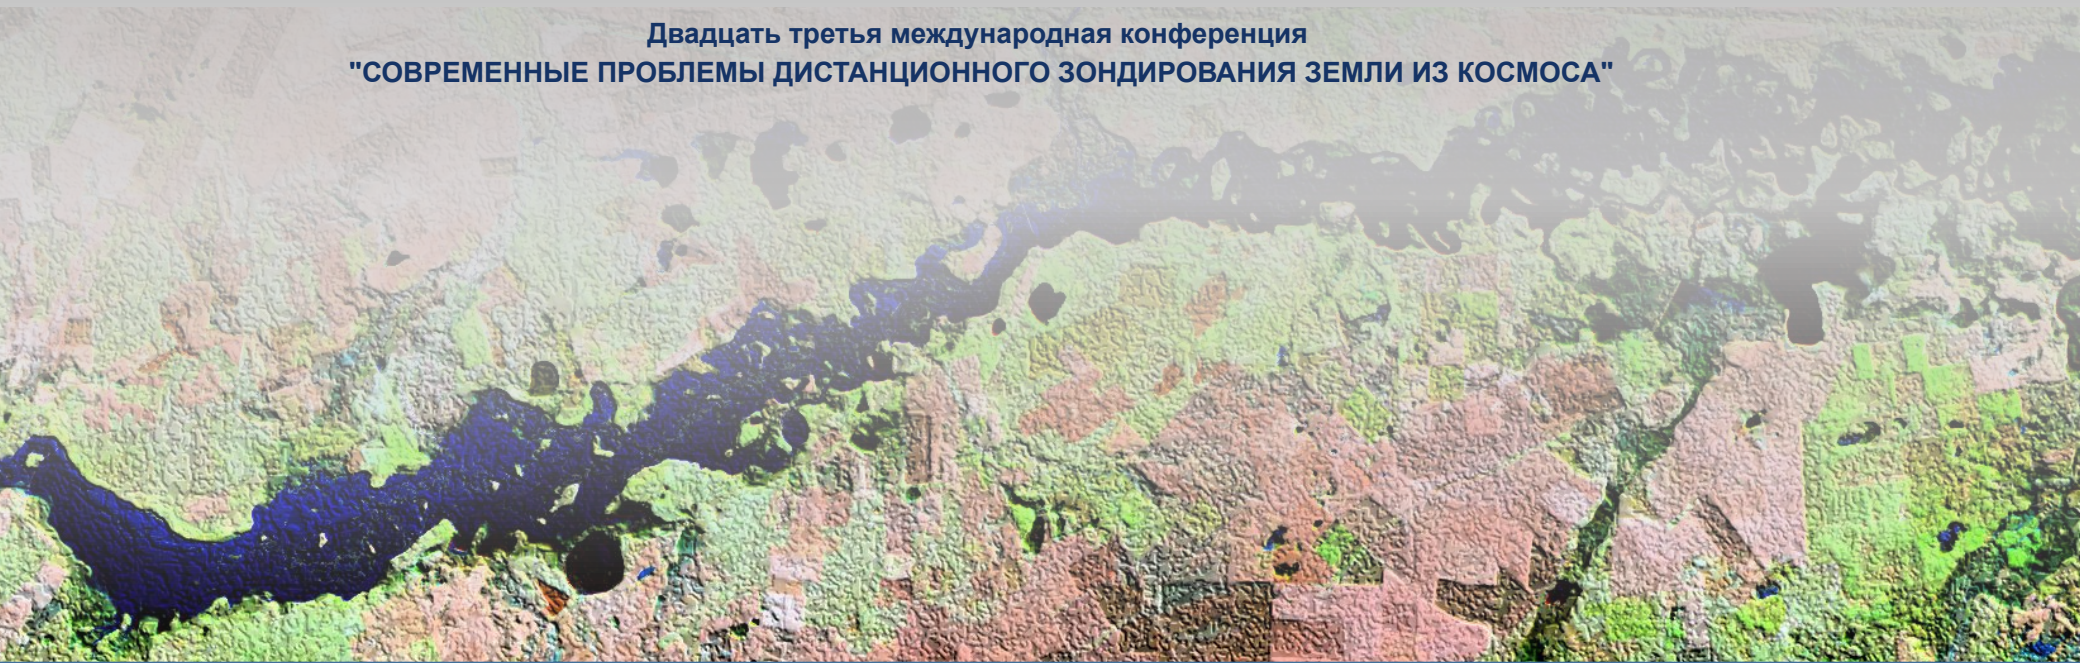 Двадцать третья международная конференция
"СОВРЕМЕННЫЕ ПРОБЛЕМЫ ДИСТАНЦИОННОГО ЗОНДИРОВАНИЯ ЗЕМЛИ ИЗ КОСМОСА"